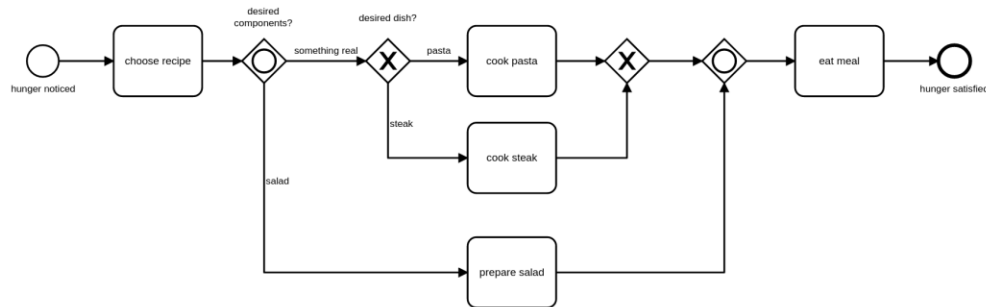 desired
components?
desired dish?
hunger noticed
choose recipe
something real
pasta
cook pasta
eat meal
hunger satisfied
steak
cook steak
salad
prepare salad